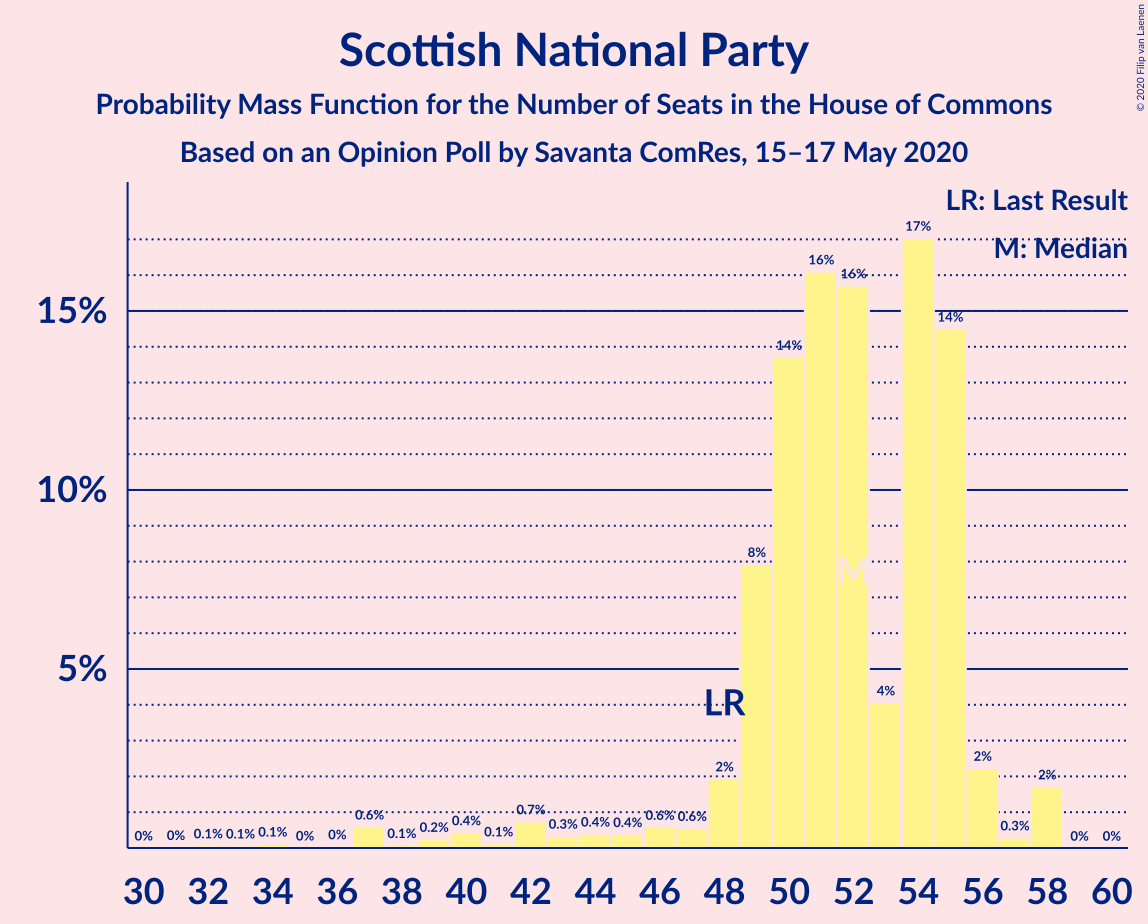 Scottish National Party
Probability Mass Function for the Number of Seats in the House of Commons
Based on an Opinion Poll by Savanta ComRes, 15–17 May 2020
© 2020 Filip van Laenen
LR: Last Result
M: Median
15%
10%
5%
0% 0% 0.1% 0.1% 0.1% 0% 0% 0.6% 0.1% 0.2% 0.4% 0.1% 0.7% 0.3% 0.4% 0.4% 0.6% 0.6% 2% 8% 14% 16% 16% 4% 17% 14% 2% 0.3% 2% 0% 0%
LR
M
30 32 34 36 38 40 42 44 46 48 50 52 54 56 58 60